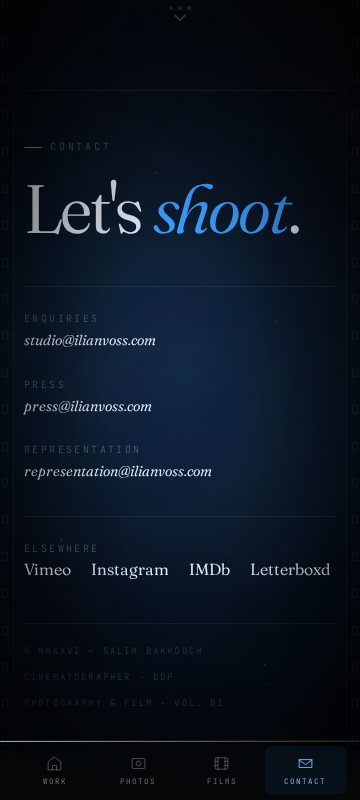 CONTACT
Let's shoot.
ENQUIRIES
studio@ilianvoss.com
PRESS
press@ilianvoss.com
REPRESENTATION
representation@ilianvoss.com
ELSEWHERE
Vimeo Instagram IMDb Letterboxd
© MMXXVI — SALIM BAKHOUCH
CINEMATOGRAPHER · DOP
PHOTOGRAPHY & FILM · VOL. 01
WORK PHOTOS FILMS CONTACT